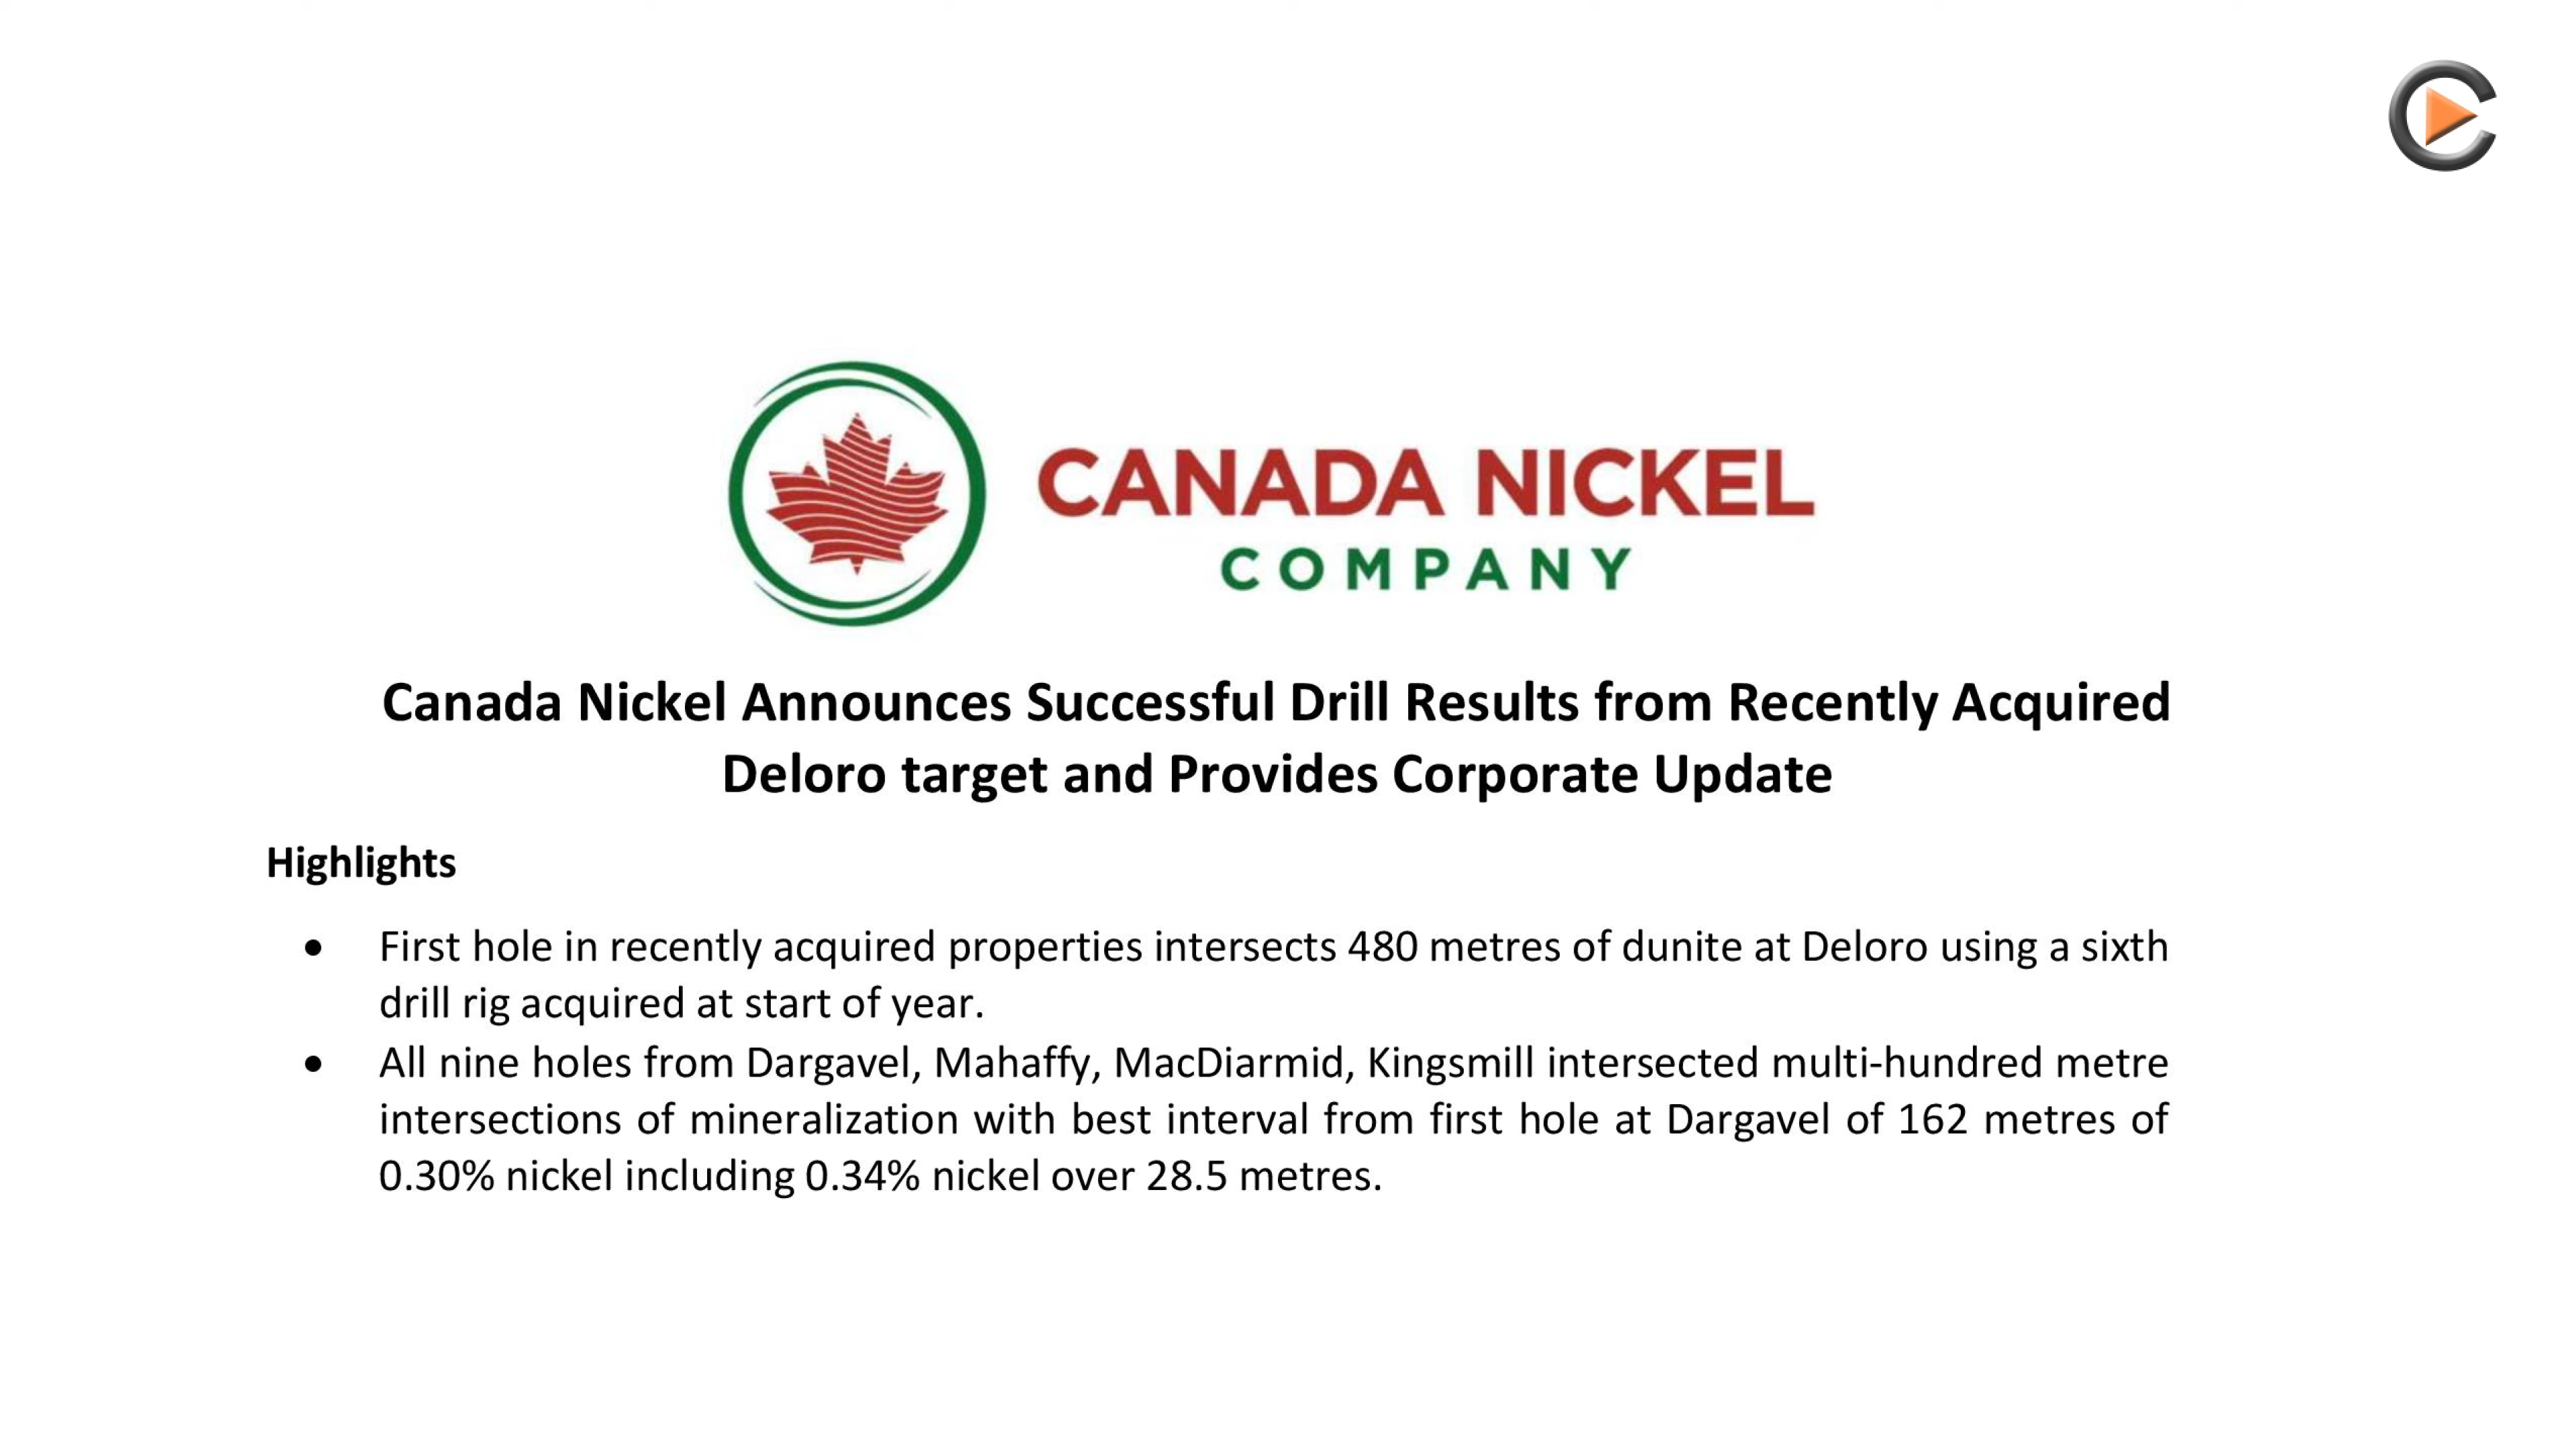 CANADA NICKEL
COMPANY
Canada Nickel Announces Successful Drill Results from Recently Acquired
Deloro target and Provides Corporate Update
Highlights
• First hole in recently acquired properties intersects 480 metres of dunite at Deloro using a sixth
drill rig acquired at start of year.
• All nine holes from Dargavel, Mahaffy, MacDiarmid, Kingsmill intersected multi-hundred metre
intersections of mineralization with best interval from first hole at Dargavel of 162 metres of
0.30% nickel including 0.34% nickel over 28.5 metres.